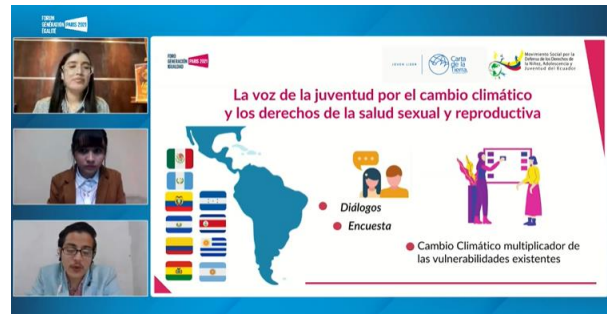 FORUM
GÉNÉRATION
ÉGALITÉ
PARIS 2021
FORO
GENERACIÓN
IGUALDAD
PARIS 2021
JOVEN LIDER
Carta
de la
Tierra
Movimiento Social por la
Defensa de los Derechos de
la Niñez, Adolescencia y
Juventud del Ecuador
La voz de la juventud por el cambio climático
y los derechos de la salud sexual y reproductiva
Diálogos
Encuesta
Cambio Climático multiplicador de
las vulnerabilidades existentes